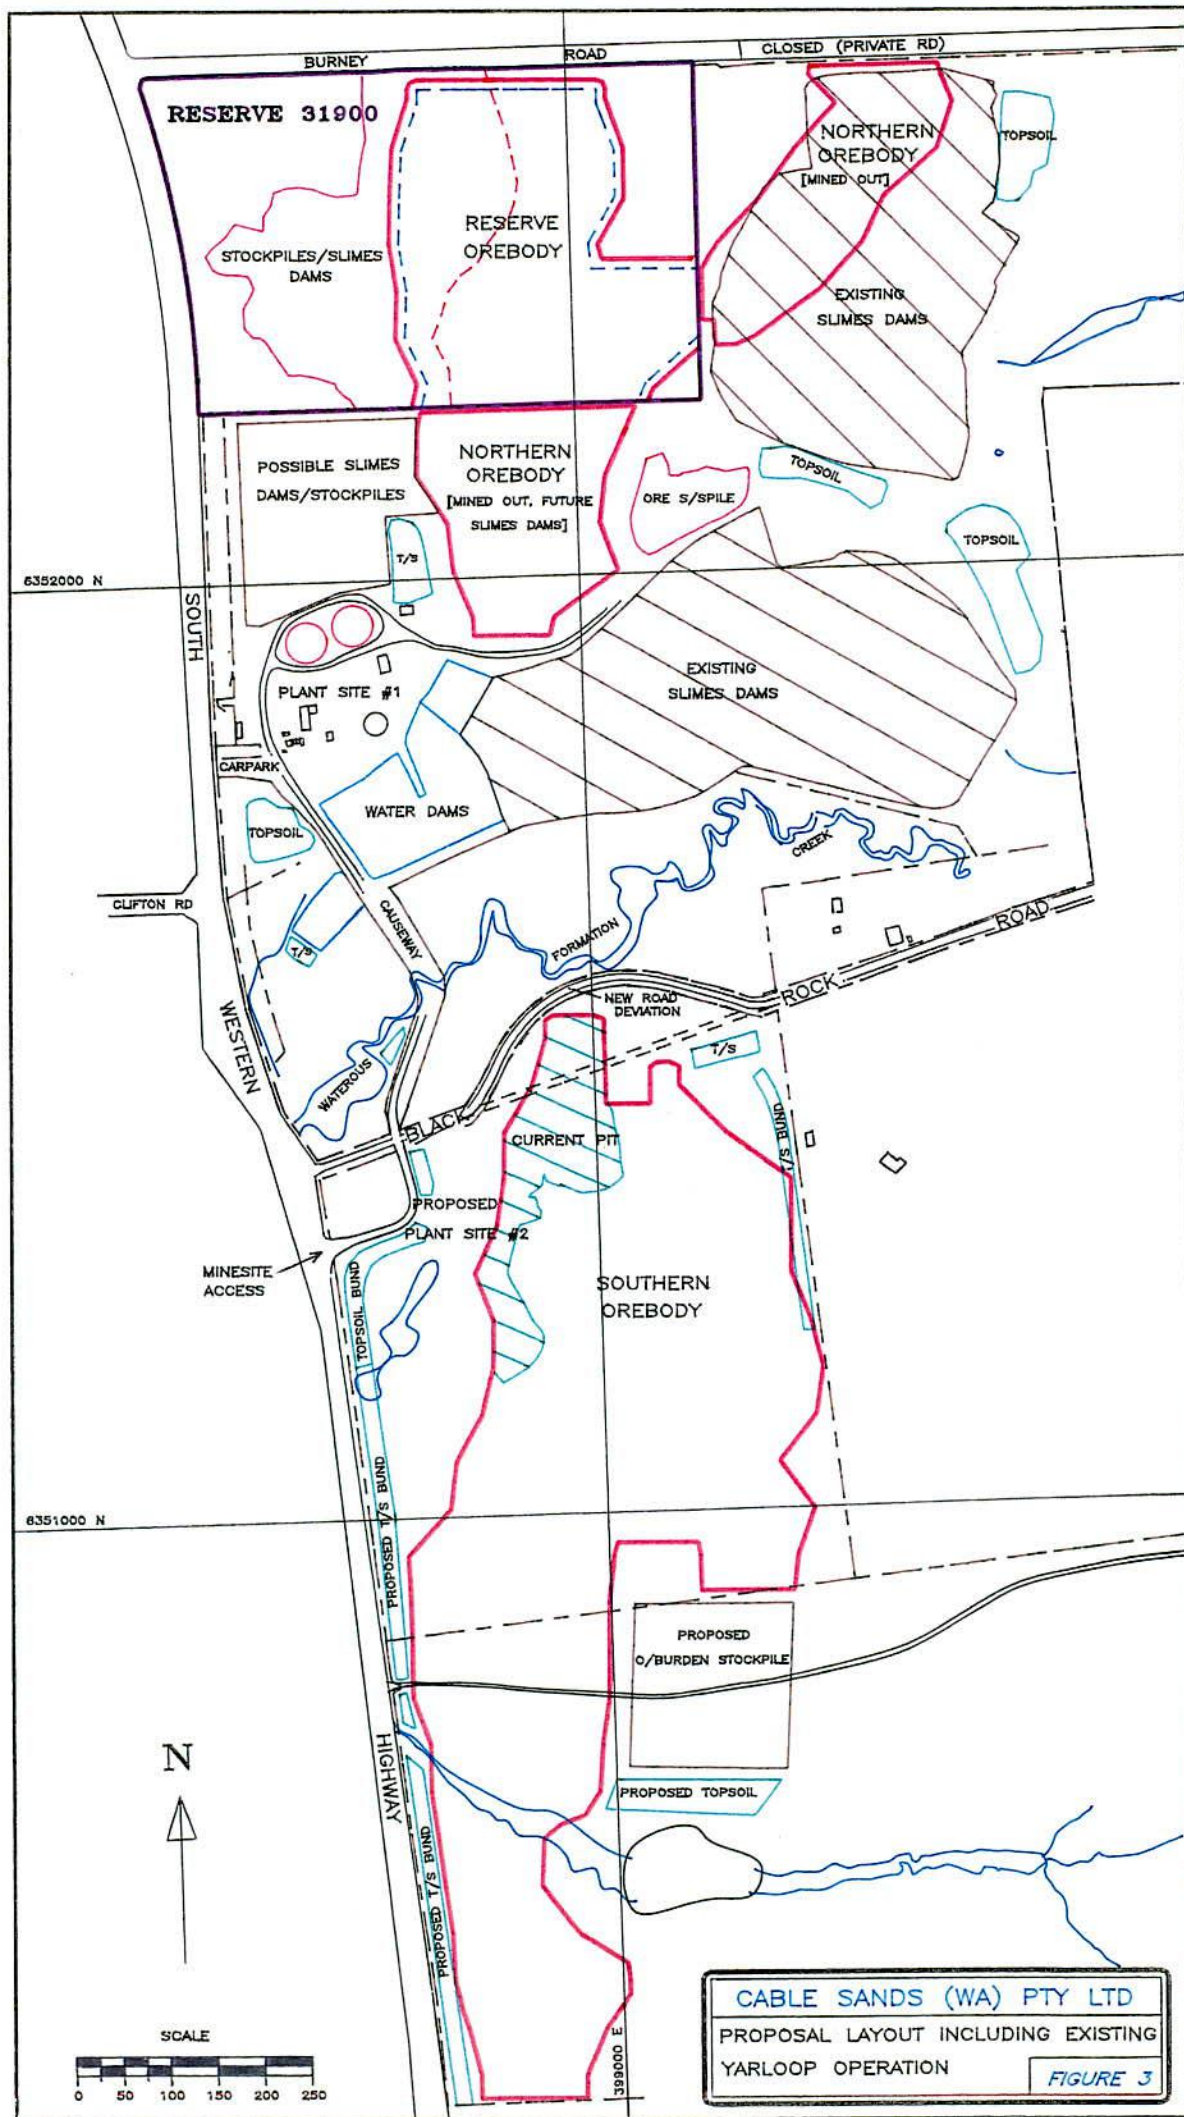 BURNEY ROAD
CLOSED (PRIVATE RD)
RESERVE 31900
NORTHERN
OREBODY
[MINED OUT]
TOPSOIL
RESERVE
OREBODY
STOCKPILES/SLIMES
DAMS
EXISTING
SLIMES DAMS
POSSIBLE SLIMES
DAMS/STOCKPILES
NORTHERN
OREBODY
[MINED OUT, FUTURE
SLIMES DAMS]
ORE S/SPILE
TOPSOIL
TOPSOIL
T/S
6352000 N
SOUTH
PLANT SITE #1
EXISTING
SLIMES DAMS
CARPARK
WATER DAMS
TOPSOIL
CREEK
CLIFTON RD
CAUSEWAY
T/S
FORMATION
ROAD
ROCK
NEW ROAD
DEVIATION
WESTERN
T/S
WATEROUS
BLACK
CURRENT PIT
T/S BUND
PROPOSED
PLANT SITE #2
MINESITE
ACCESS
TOPSOIL BUND
SOUTHERN
OREBODY
PROPOSED T/S BUND
6351000 N
PROPOSED
O/BURDEN STOCKPILE
N
HIGHWAY
PROPOSED TOPSOIL
PROPOSED T/S BUND
399000 E
SCALE
0 50 100 150 200 250
CABLE SANDS (WA) PTY LTD
PROPOSAL LAYOUT INCLUDING EXISTING
YARLOOP OPERATION
FIGURE 3